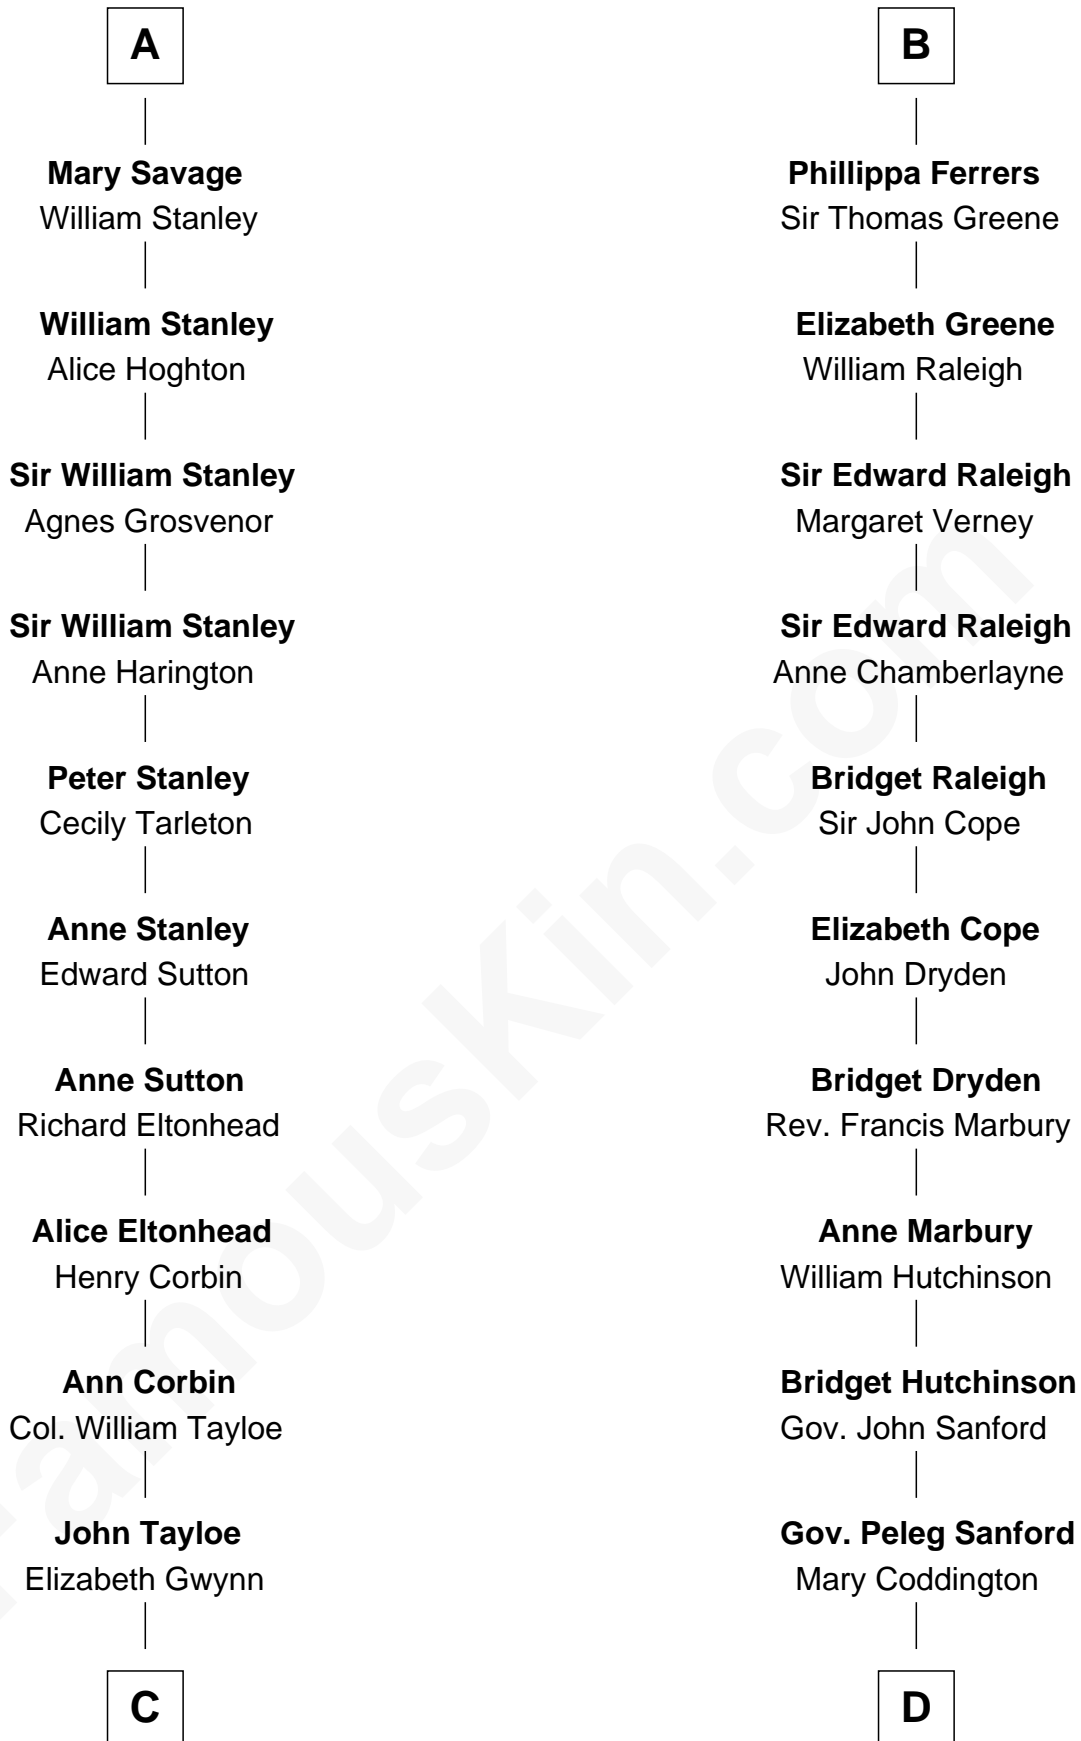 A
Mary Savage
William Stanley
William Stanley
Alice Hoghton
Sir William Stanley
Agnes Grosvenor
Sir William Stanley
Anne Harington
Peter Stanley
Cecily Tarleton
Anne Stanley
Edward Sutton
Anne Sutton
Richard Eltonhead
Alice Eltonhead
Henry Corbin
Ann Corbin
Col. William Tayloe
John Tayloe
Elizabeth Gwynn
C
B
Phillippa Ferrers
Sir Thomas Greene
Elizabeth Greene
William Raleigh
Sir Edward Raleigh
Margaret Verney
Sir Edward Raleigh
Anne Chamberlayne
Bridget Raleigh
Sir John Cope
Elizabeth Cope
John Dryden
Bridget Dryden
Rev. Francis Marbury
Anne Marbury
William Hutchinson
Bridget Hutchinson
Gov. John Sanford
Gov. Peleg Sanford
Mary Coddington
D
FamousKin.com